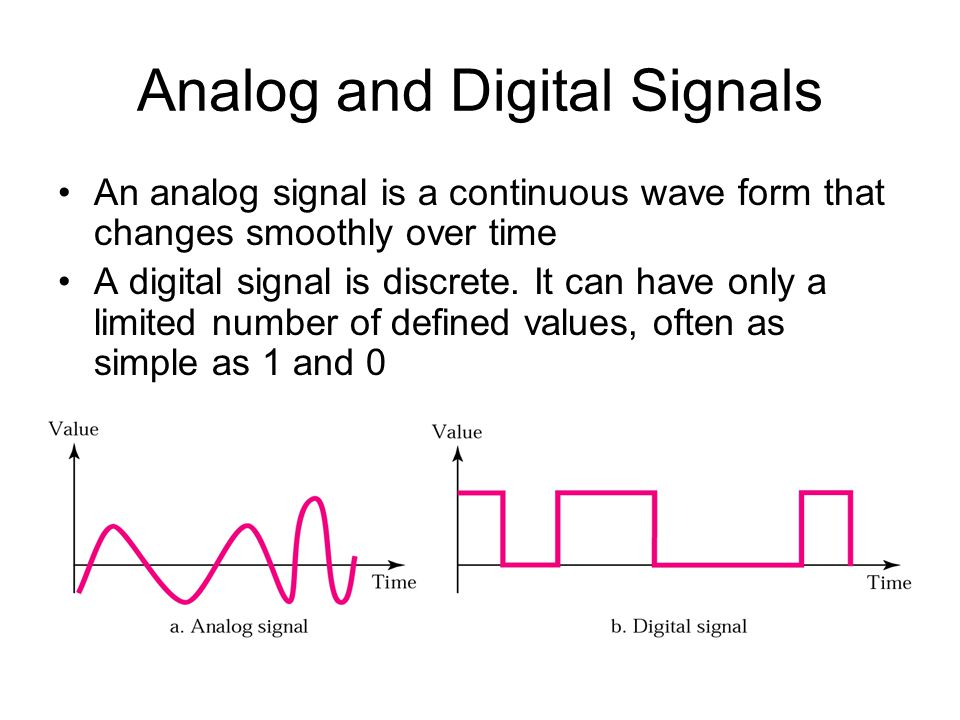 Analog and Digital Signals
• An analog signal is a continuous wave form that
changes smoothly over time
• A digital signal is discrete. It can have only a
limited number of defined values, often as
simple as 1 and 0
Value
Time
a. Analog signal
Value
Time
b. Digital signal